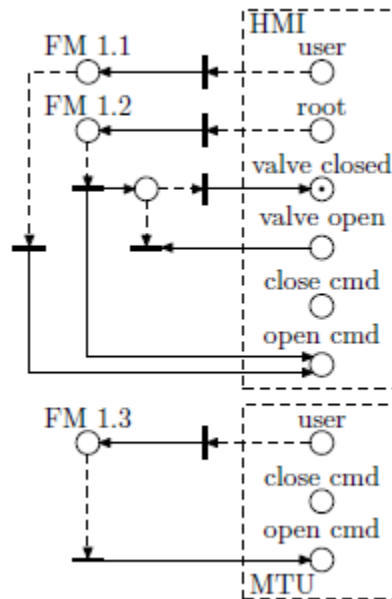 HMI
FM 1.1
user
FM 1.2
root
valve closed
valve open
close cmd
open cmd
FM 1.3
user
close cmd
open cmd
MTU